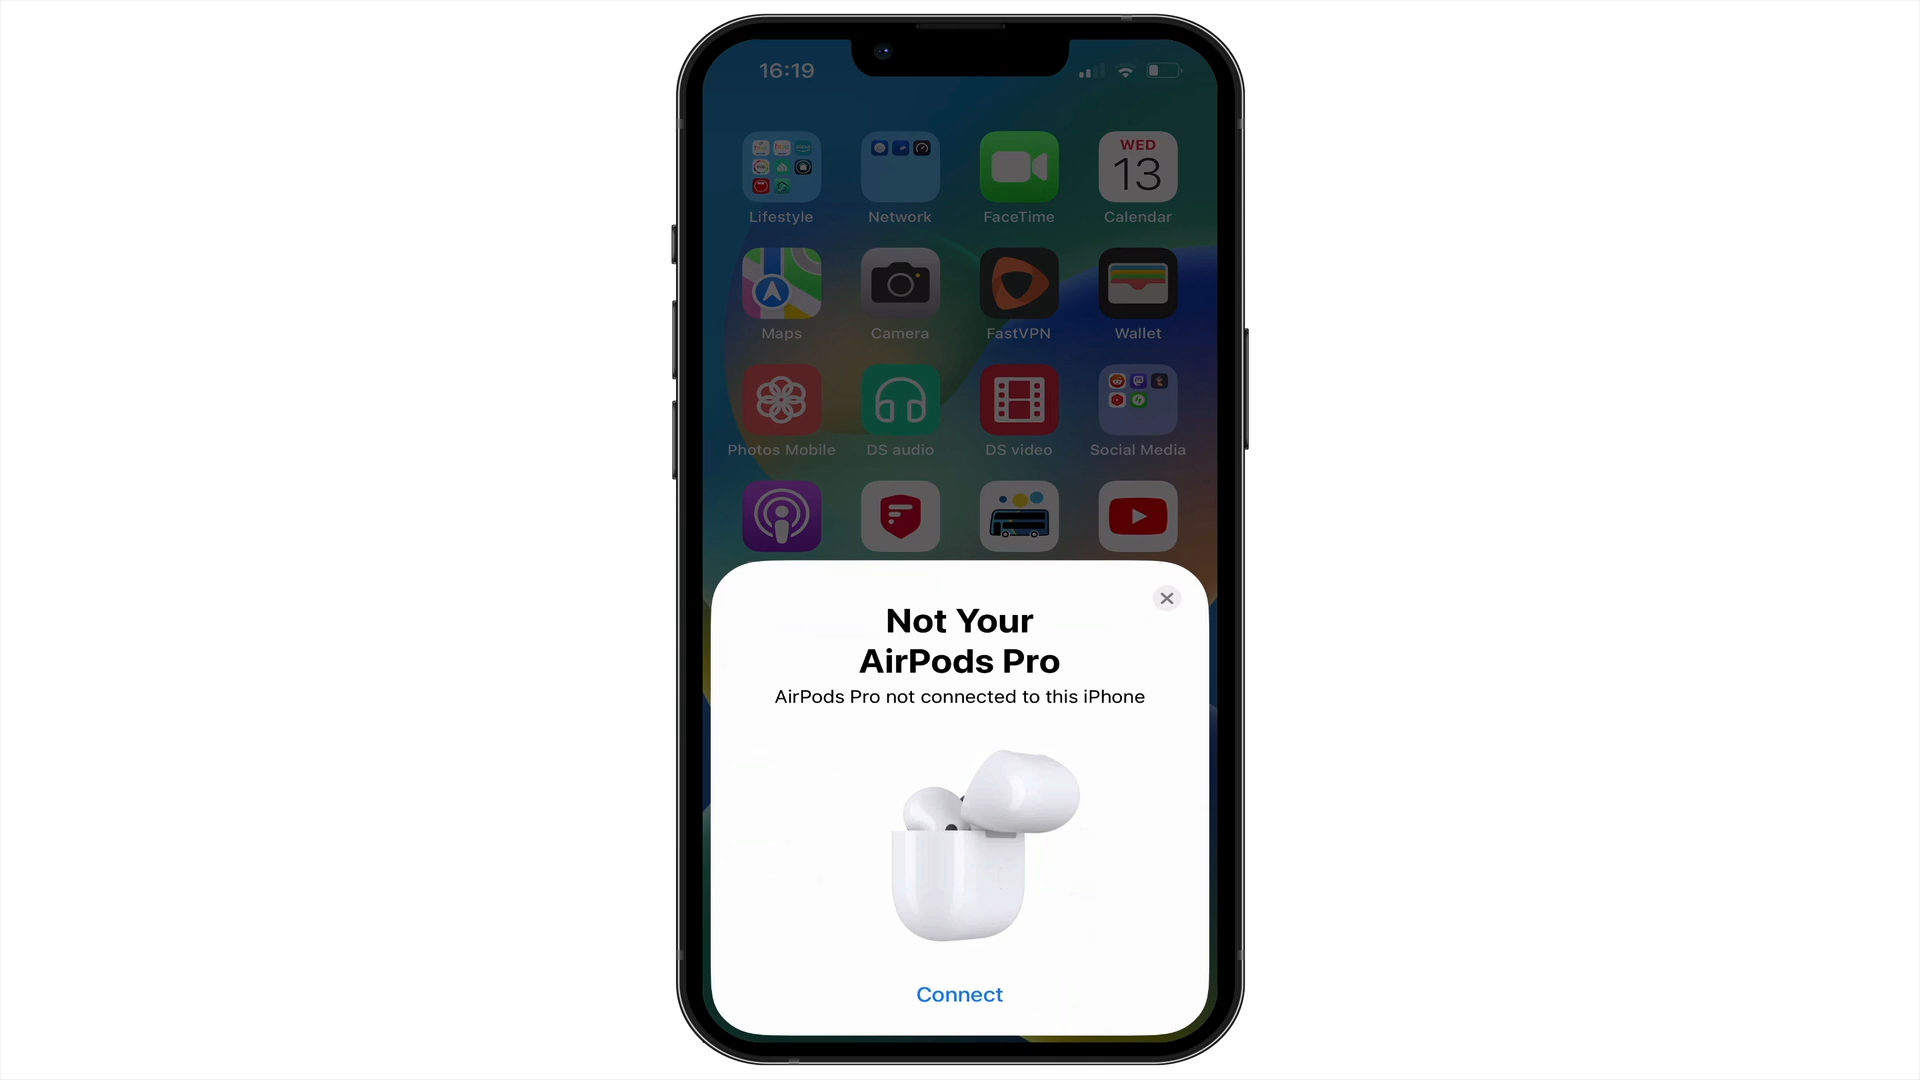 16:19
WED
13
Lifestyle Network FaceTime Calendar
Maps Camera FastVPN Wallet
Photos Mobile DS audio DS video Social Media
Not Your
AirPods Pro
AirPods Pro not connected to this iPhone
Connect